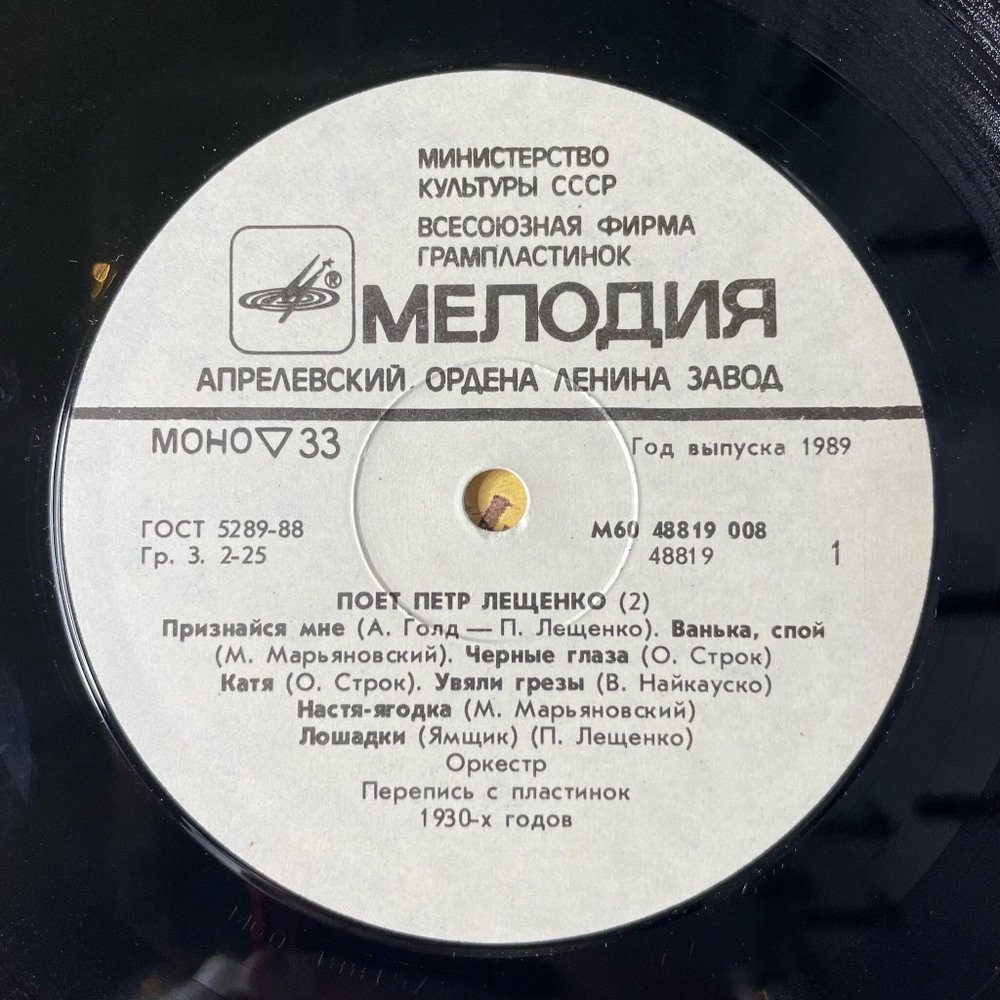 МИНИСТЕРСТВО
КУЛЬТУРЫ СССР
ВСЕСОЮЗНАЯ ФИРМА
ГРАМПЛАСТИНОК
®
МЕЛОДИЯ
АПРЕЛЕВСКИЙ ОРДЕНА ЛЕНИНА ЗАВОД
МОНО ▽ 33
Год выпуска 1989
ГОСТ 5289-88
Гр. 3. 2-25
М60 48819 008
48819
1
ПОЕТ ПЕТР ЛЕЩЕНКО (2)
Признайся мне (А. Голд — П. Лещенко). Ванька, спой
(М. Марьяновский). Черные глаза (О. Строк)
Катя (О. Строк). Увяли грезы (В. Найкауско)
Настя-ягодка (М. Марьяновский)
Лошадки (Ямщик) (П. Лещенко)
Оркестр
Перепись с пластинок
1930-х годов